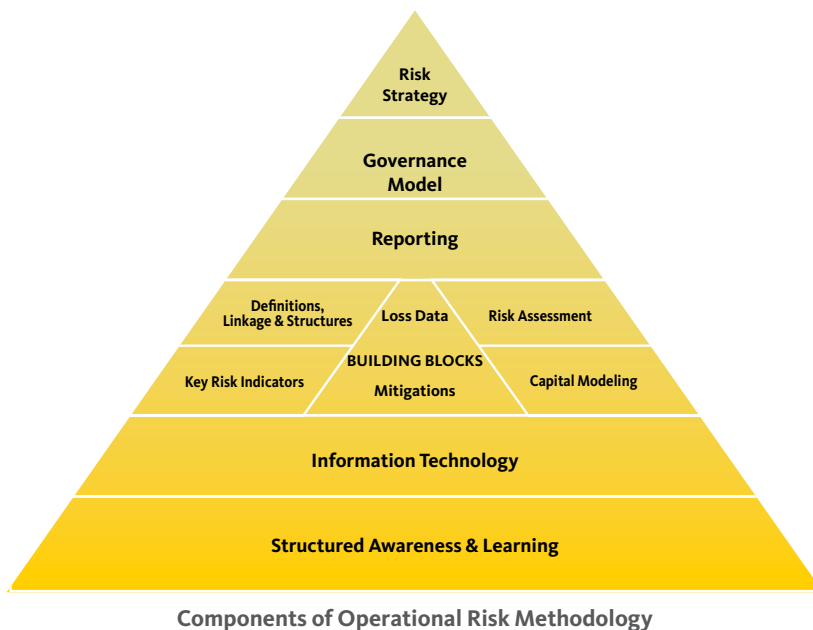 Risk
Strategy
Governance
Model
Reporting
Definitions,
Linkage & Structures
Loss Data
Risk Assessment
Key Risk Indicators
BUILDING BLOCKS
Mitigations
Capital Modeling
Information Technology
Structured Awareness & Learning
Components of Operational Risk Methodology